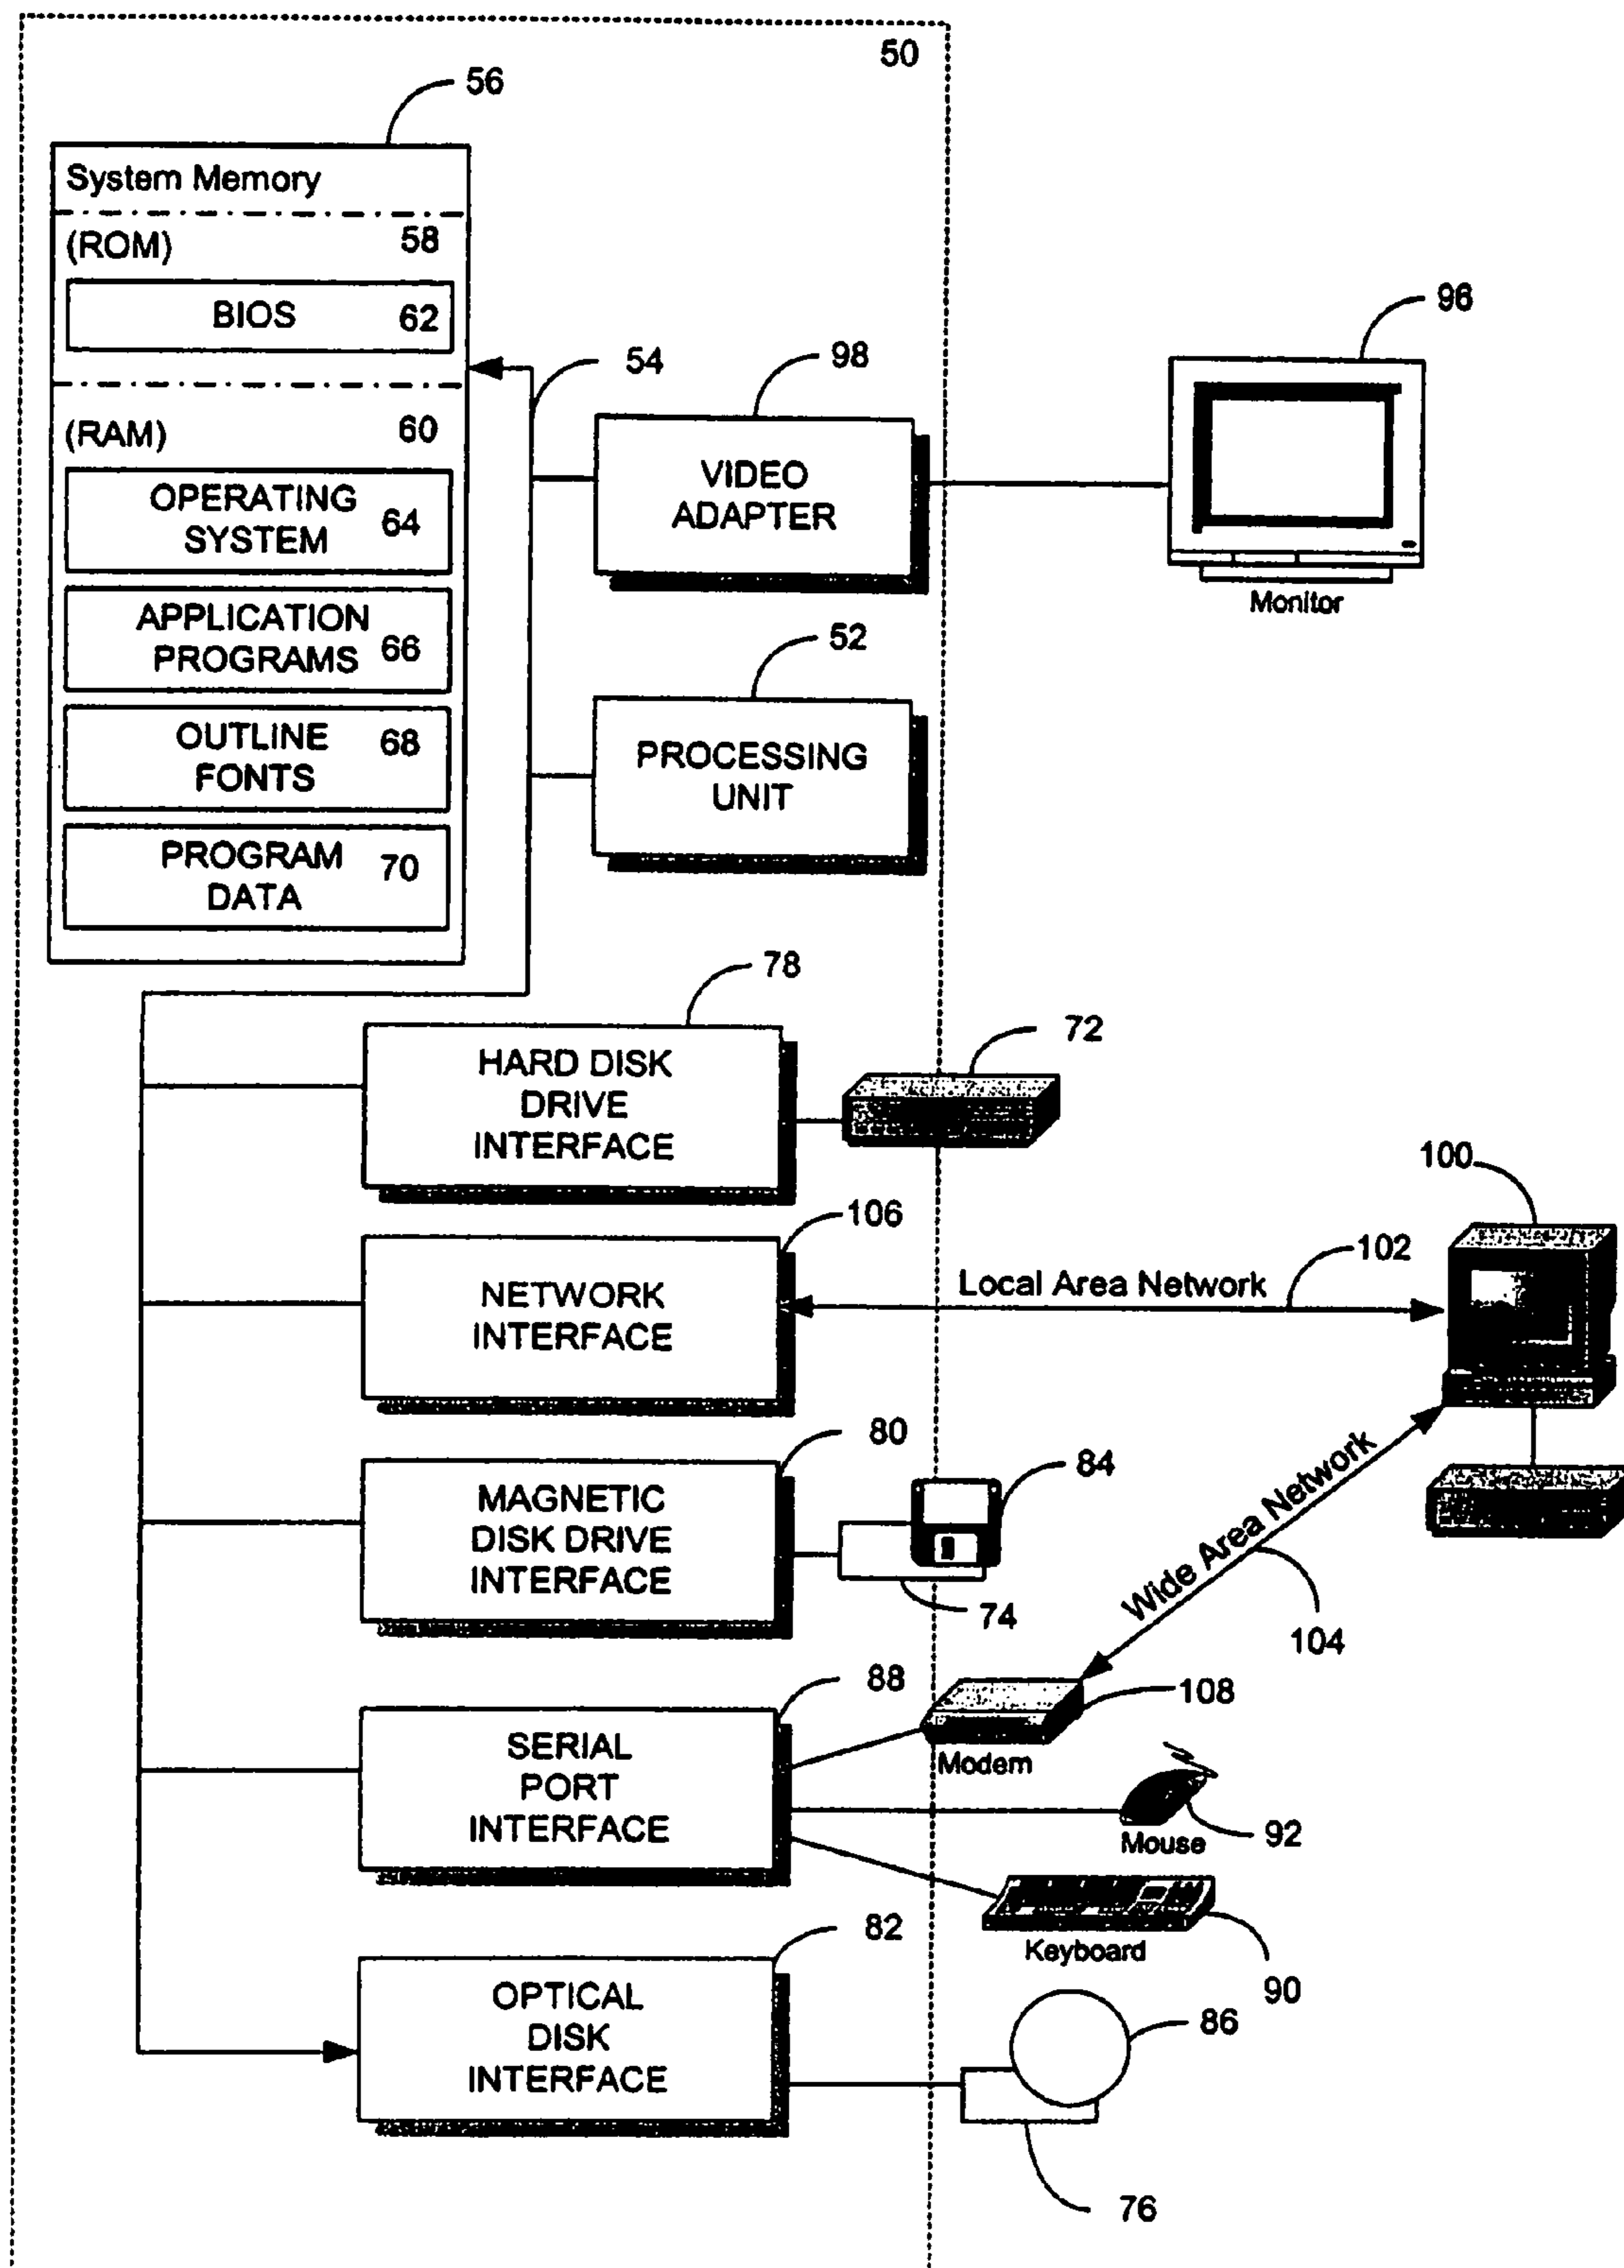 50
56
System Memory
(ROM) 58
BIOS 62
(RAM) 60
OPERATING
SYSTEM 64
APPLICATION
PROGRAMS 66
OUTLINE
FONTS 68
PROGRAM
DATA 70
54
98
VIDEO
ADAPTER
96
Monitor
52
PROCESSING
UNIT
78
HARD DISK
DRIVE
INTERFACE
72
106
NETWORK
INTERFACE
Local Area Network
102
100
80
MAGNETIC
DISK DRIVE
INTERFACE
84
74
Wide Area Network
104
88
SERIAL
PORT
INTERFACE
108
Modem
92
Mouse
Keyboard
90
82
OPTICAL
DISK
INTERFACE
86
76